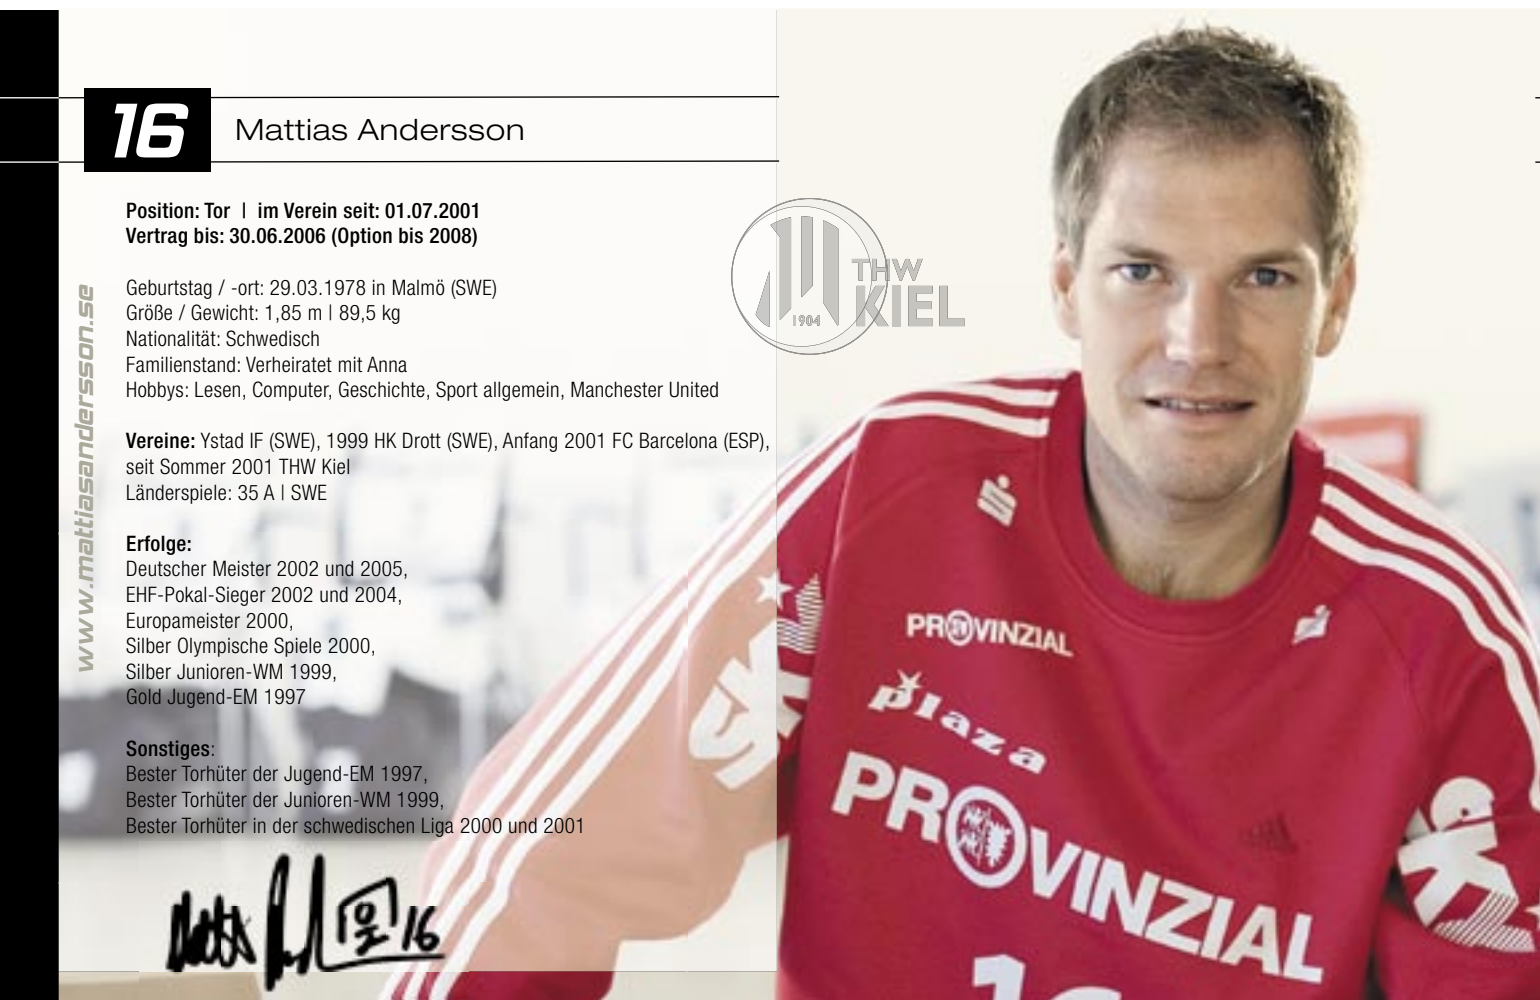 16
Mattias Andersson
Position: Tor | im Verein seit: 01.07.2001
Vertrag bis: 30.06.2006 (Option bis 2008)
Geburtstag / -ort: 29.03.1978 in Malmö (SWE)
Größe / Gewicht: 1,85 m | 89,5 kg
Nationalität: Schwedisch
Familienstand: Verheiratet mit Anna
Hobbys: Lesen, Computer, Geschichte, Sport allgemein, Manchester United
Vereine: Ystad IF (SWE), 1999 HK Drott (SWE), Anfang 2001 FC Barcelona (ESP),
seit Sommer 2001 THW Kiel
Länderspiele: 35 A | SWE
Erfolge:
Deutscher Meister 2002 und 2005,
EHF-Pokal-Sieger 2002 und 2004,
Europameister 2000,
Silber Olympische Spiele 2000,
Silber Junioren-WM 1999,
Gold Jugend-EM 1997
Sonstiges:
Bester Torhüter der Jugend-EM 1997,
Bester Torhüter der Junioren-WM 1999,
Bester Torhüter in der schwedischen Liga 2000 und 2001
16
www.mattiasandersson.se
1904
THW
KIEL
PROVINZIAL
plaza
PROVINZIAL